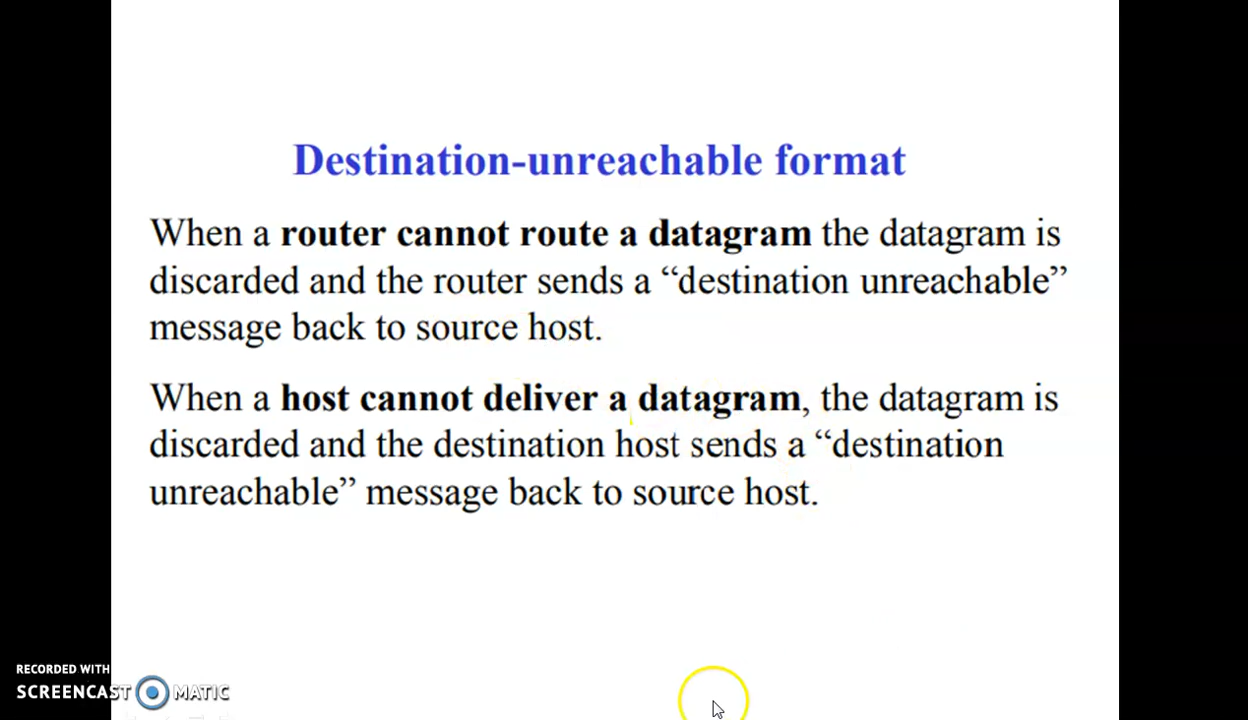 Destination-unreachable format
When a router cannot route a datagram the datagram is
discarded and the router sends a “destination unreachable”
message back to source host.
When a host cannot deliver a datagram, the datagram is
discarded and the destination host sends a “destination
unreachable” message back to source host.
RECORDED WITH
SCREENCAST MATIC